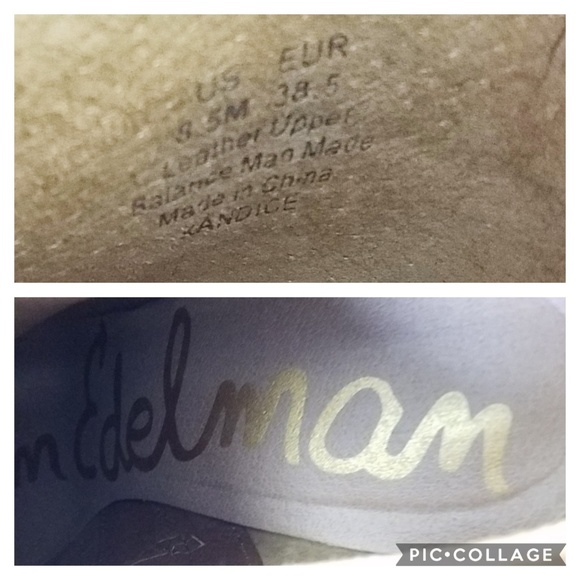 US EUR
8.5M 38.5
Leather Upper
Balance Man Made
Made in China
KANDICE
m Edelman
PIC•COLLAGE